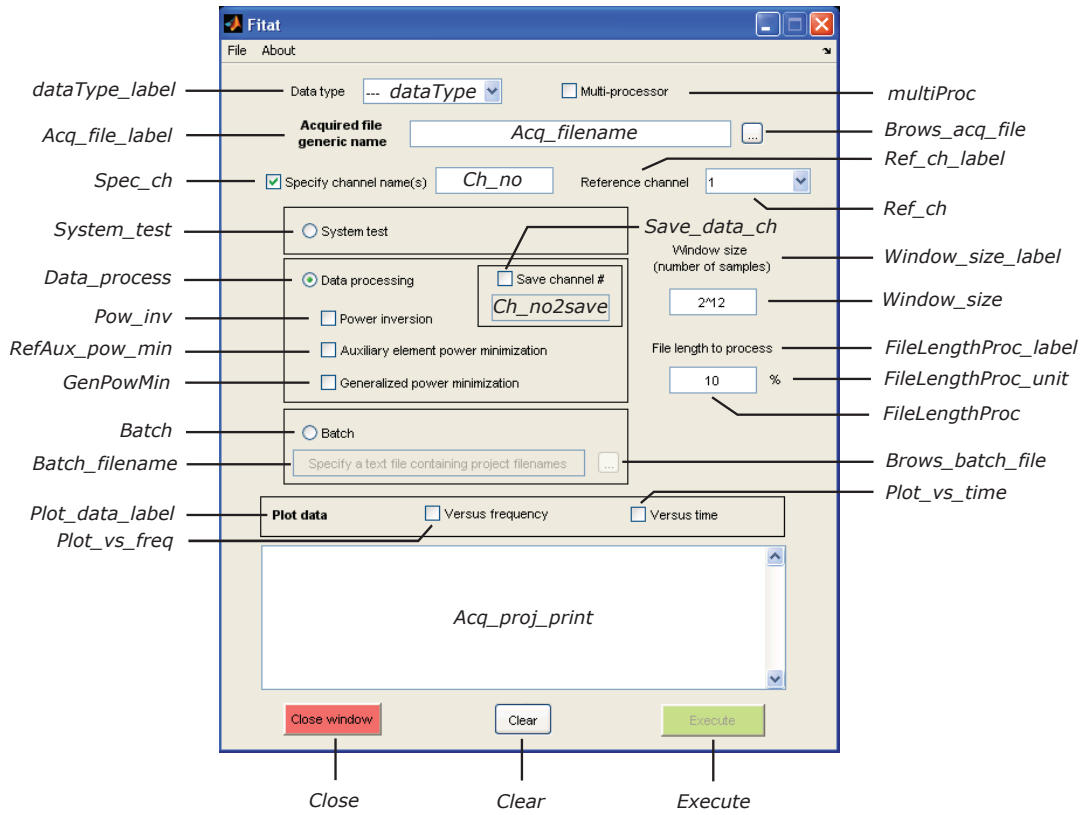 Fitat
File About
dataType_label Data type --- dataType Multi-processor multiProc
Acq_file_label Acquired file generic name Acq_filename ... Brows_acq_file
Ref_ch_label
Spec_ch Specify channel name(s) Ch_no Reference channel 1
Ref_ch
System_test System test Save_data_ch
Window size
(number of samples) Window_size_label
Data_process Data processing Save channel #
Ch_no2save 2^12 Window_size
Pow_inv Power inversion
RefAux_pow_min Auxiliary element power minimization File length to process FileLengthProc_label
GenPowMin Generalized power minimization 10 % FileLengthProc_unit
FileLengthProc
Batch Batch
Batch_filename Specify a text file containing project filenames ... Brows_batch_file
Plot_vs_time
Plot_data_label Plot data Versus frequency Versus time
Plot_vs_freq
Acq_proj_print
Close window Clear Execute
Close Clear Execute